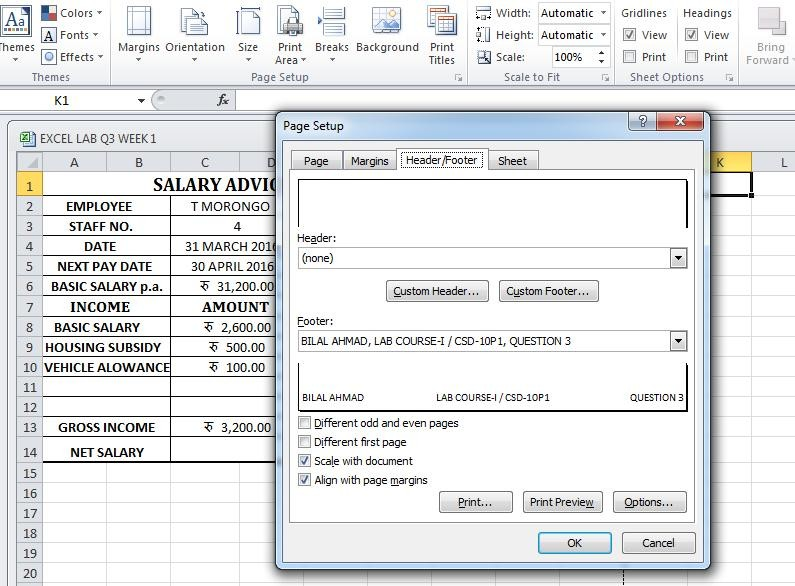 Colors
Fonts
Effects
Themes
Margins
Orientation
Size
Print
Area
Breaks
Background
Print
Titles
Page Setup
Width: Automatic
Height: Automatic
Scale: 100%
Scale to Fit
Gridlines
View
Print
Headings
View
Print
Sheet Options
Bring
Forward
K1
fx
EXCEL LAB Q3 WEEK1
A B C D K L
1 SALARY ADVIC
2 EMPLOYEE T MORONGO
3 STAFF NO. 4
4 DATE 31 MARCH 2016
5 NEXT PAY DATE 30 APRIL 2016
6 BASIC SALARY p.a. रु 31,200.00
7 INCOME AMOUNT
8 BASIC SALARY रु 2,600.00
9 HOUSING SUBSIDY रु 500.00
10 VEHICLE ALOWANCE रु 100.00
11
12
13 GROSS INCOME रु 3,200.00
14 NET SALARY
15
16
17
18
19
20
Page Setup
?
Page Margins Header/Footer Sheet
Header:
(none)
Custom Header... Custom Footer...
Footer:
BILAL AHMAD, LAB COURSE-I / CSD-10P1, QUESTION 3
BILAL AHMAD LAB COURSE-I / CSD-10P1 QUESTION 3
Different odd and even pages
Different first page
Scale with document
Align with page margins
Print... Print Preview Options...
OK Cancel